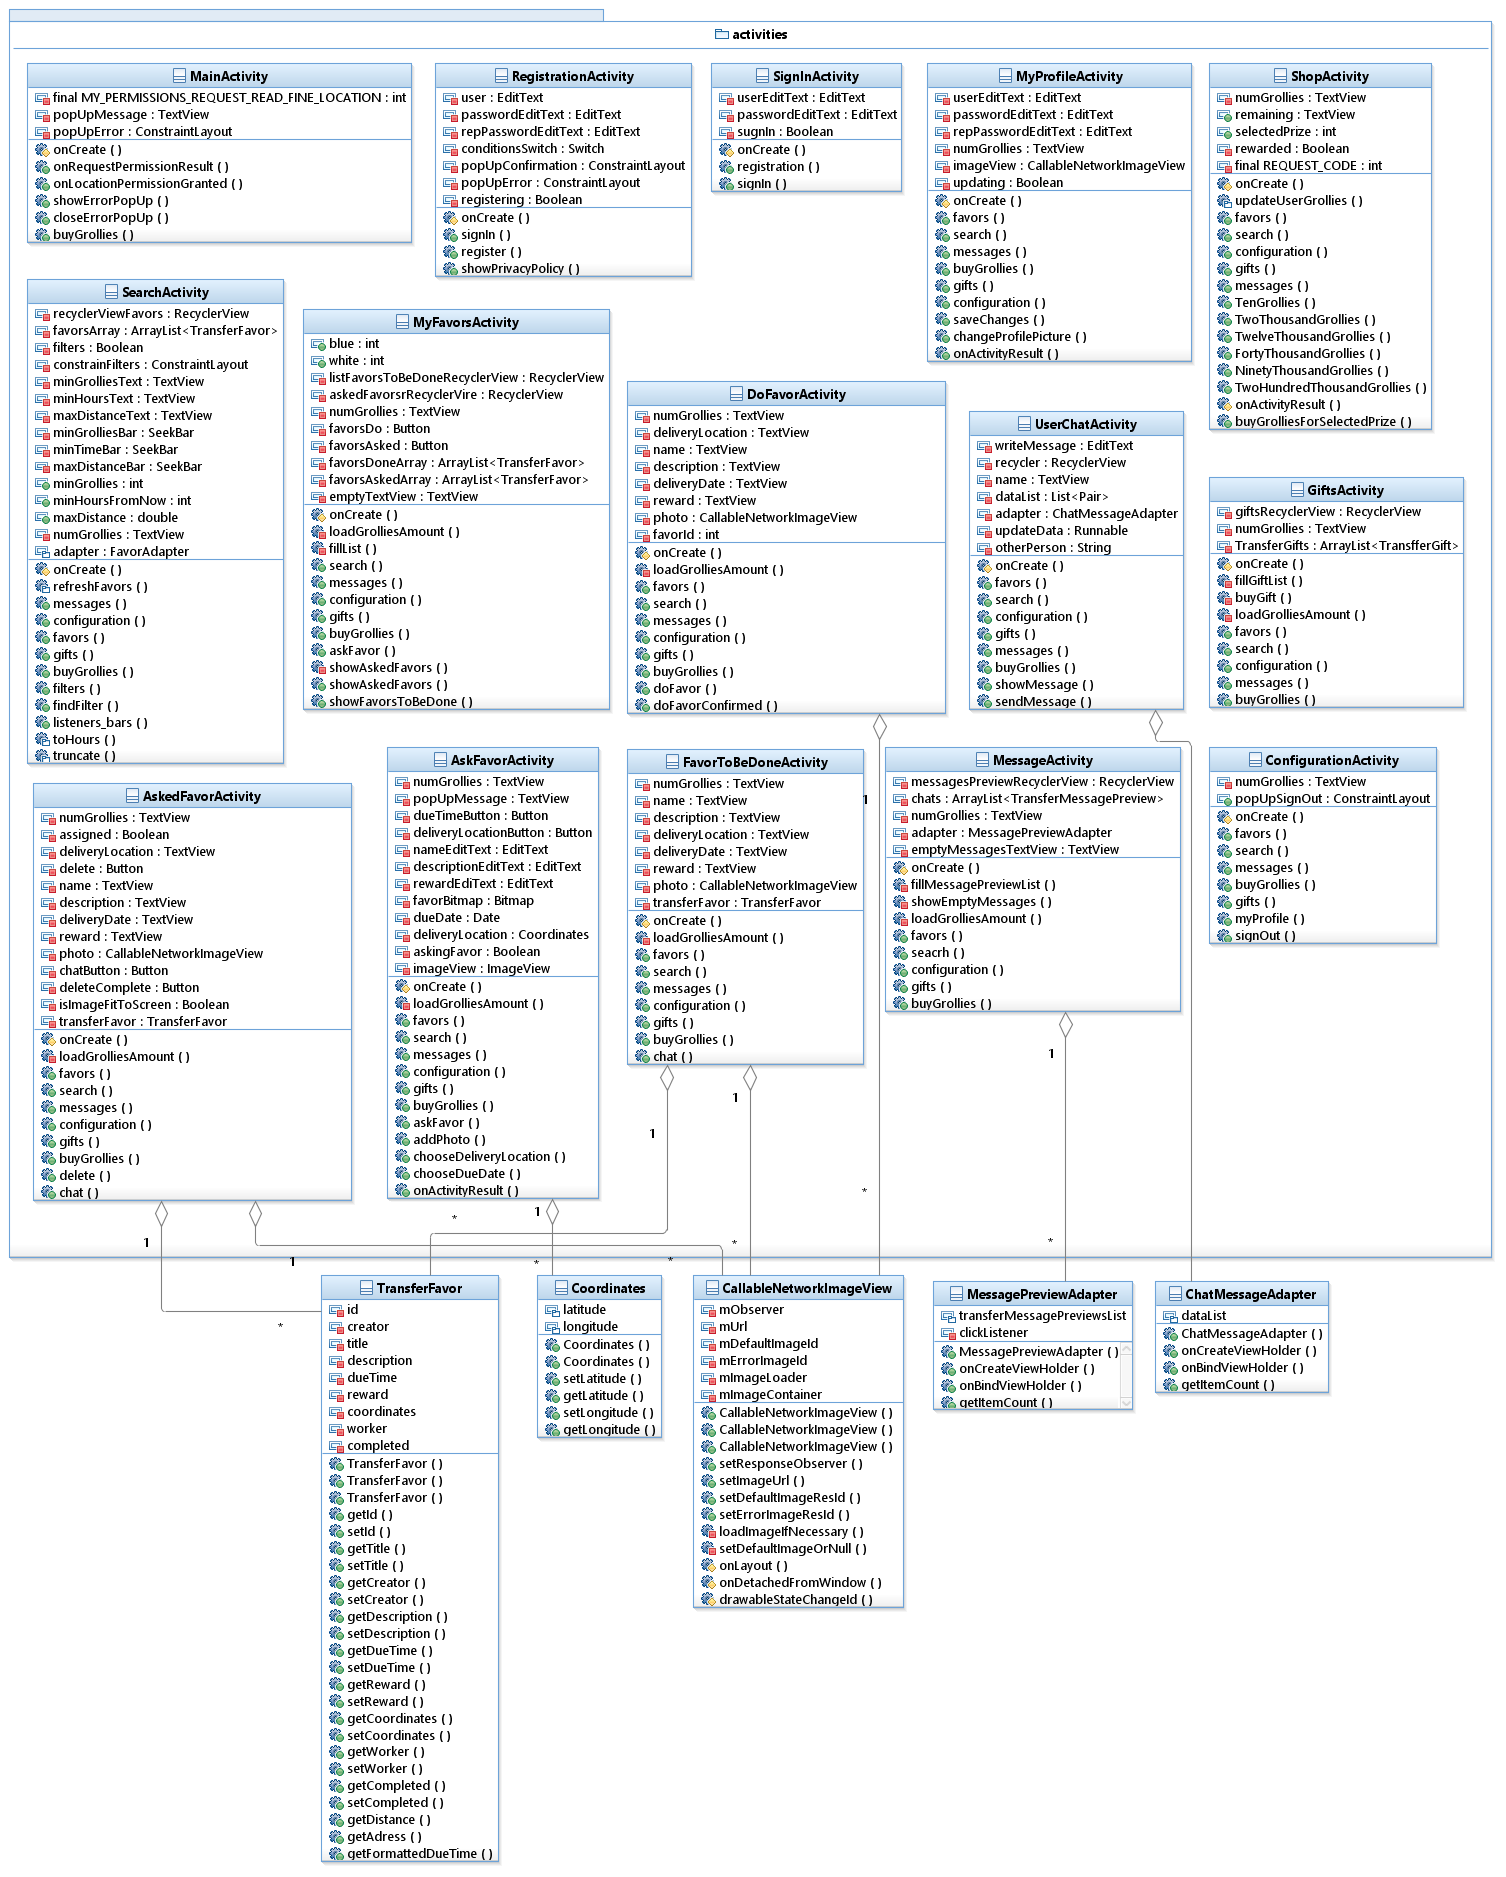 activities
MainActivity
final MY_PERMISSIONS_REQUEST_READ_FINE_LOCATION : int
popUpMessage : TextView
popUpError : ConstraintLayout
onCreate ( )
onRequestPermissionResult ( )
onLocationPermissionGranted ( )
showErrorPopUp ( )
closeErrorPopUp ( )
buyGrollies ( )
RegistrationActivity
user : EditText
passwordEditText : EditText
repPasswordEditText : EditText
conditionsSwitch : Switch
popUpConfirmation : ConstraintLayout
popUpError : ConstraintLayout
registering : Boolean
onCreate ( )
signIn ( )
register ( )
showPrivacyPolicy ( )
SignInActivity
userEditText : EditText
passwordEditText : EditText
sugnIn : Boolean
onCreate ( )
registration ( )
signIn ( )
MyProfileActivity
userEditText : EditText
passwordEditText : EditText
repPasswordEditText : EditText
numGrollies : TextView
imageView : CallableNetworkImageView
updating : Boolean
onCreate ( )
favors ( )
search ( )
messages ( )
buyGrollies ( )
gifts ( )
configuration ( )
saveChanges ( )
changeProfilePicture ( )
onActivityResult ( )
ShopActivity
numGrollies : TextView
remaining : TextView
selectedPrize : int
rewarded : Boolean
final REQUEST_CODE : int
onCreate ( )
updateUserGrollies ( )
favors ( )
search ( )
configuration ( )
gifts ( )
messages ( )
TenGrollies ( )
TwoThousandGrollies ( )
TwelveThousandGrollies ( )
FortyThousandGrollies ( )
NinetyThousandGrollies ( )
TwoHundredThousandGrollies ( )
onActivityResult ( )
buyGrolliesForSelectedPrize ( )
SearchActivity
recyclerViewFavors : RecyclerView
favorsArray : ArrayList<TransferFavor>
filters : Boolean
constrainFilters : ConstraintLayout
minGrolliesText : TextView
minHoursText : TextView
maxDistanceText : TextView
minGrolliesBar : SeekBar
minTimeBar : SeekBar
maxDistanceBar : SeekBar
minGrollies : int
minHoursFromNow : int
maxDistance : double
numGrollies : TextView
adapter : FavorAdapter
onCreate ( )
refreshFavors ( )
messages ( )
configuration ( )
favors ( )
gifts ( )
buyGrollies ( )
filters ( )
findFilter ( )
listeners_bars ( )
toHours ( )
truncate ( )
MyFavorsActivity
blue : int
white : int
listFavorsToBeDoneRecyclerView : RecyclerView
askedFavorsrRecyclerVire : RecyclerView
numGrollies : TextView
favorsDo : Button
favorsAsked : Button
favorsDoneArray : ArrayList<TransferFavor>
favorsAskedArray : ArrayList<TransferFavor>
emptyTextView : TextView
onCreate ( )
loadGrolliesAmount ( )
fillList ( )
search ( )
messages ( )
configuration ( )
gifts ( )
buyGrollies ( )
askFavor ( )
showAskedFavors ( )
showAskedFavors ( )
showFavorsToBeDone ( )
DoFavorActivity
numGrollies : TextView
deliveryLocation : TextView
name : TextView
description : TextView
deliveryDate : TextView
reward : TextView
photo : CallableNetworkImageView
favorId : int
onCreate ( )
loadGrolliesAmount ( )
favors ( )
search ( )
messages ( )
configuration ( )
gifts ( )
buyGrollies ( )
doFavor ( )
doFavorConfirmed ( )
UserChatActivity
writeMessage : EditText
recycler : RecyclerView
name : TextView
dataList : List<Pair>
adapter : ChatMessageAdapter
updateData : Runnable
otherPerson : String
onCreate ( )
favors ( )
search ( )
configuration ( )
gifts ( )
messages ( )
buyGrollies ( )
showMessage ( )
sendMessage ( )
GiftsActivity
giftsRecyclerView : RecyclerView
numGrollies : TextView
TransferGifts : ArrayList<TransfferGift>
onCreate ( )
fillGiftList ( )
buyGift ( )
loadGrolliesAmount ( )
favors ( )
search ( )
configuration ( )
messages ( )
buyGrollies ( )
AskedFavorActivity
numGrollies : TextView
assigned : Boolean
deliveryLocation : TextView
delete : Button
name : TextView
description : TextView
deliveryDate : TextView
reward : TextView
photo : CallableNetworkImageView
chatButton : Button
deleteComplete : Button
isImageFitToScreen : Boolean
transferFavor : TransferFavor
onCreate ( )
loadGrolliesAmount ( )
favors ( )
search ( )
messages ( )
configuration ( )
gifts ( )
buyGrollies ( )
delete ( )
chat ( )
AskFavorActivity
numGrollies : TextView
popUpMessage : TextView
dueTimeButton : Button
deliveryLocationButton : Button
nameEditText : EditText
descriptionEditText : EditText
rewardEdiText : EditText
favorBitmap : Bitmap
dueDate : Date
deliveryLocation : Coordinates
askingFavor : Boolean
imageView : ImageView
onCreate ( )
loadGrolliesAmount ( )
favors ( )
search ( )
messages ( )
configuration ( )
gifts ( )
buyGrollies ( )
askFavor ( )
addPhoto ( )
chooseDeliveryLocation ( )
chooseDueDate ( )
onActivityResult ( )
FavorToBeDoneActivity
numGrollies : TextView
name : TextView
description : TextView
deliveryLocation : TextView
deliveryDate : TextView
reward : TextView
photo : CallableNetworkImageView
transferFavor : TransferFavor
onCreate ( )
loadGrolliesAmount ( )
favors ( )
search ( )
messages ( )
configuration ( )
gifts ( )
buyGrollies ( )
chat ( )
1
MessageActivity
messagesPreviewRecyclerView : RecyclerView
chats : ArrayList<TransferMessagePreview>
numGrollies : TextView
adapter : MessagePreviewAdapter
emptyMessagesTextView : TextView
onCreate ( )
fillMessagePreviewList ( )
showEmptyMessages ( )
loadGrolliesAmount ( )
favors ( )
seacrh ( )
configuration ( )
gifts ( )
buyGrollies ( )
ConfigurationActivity
numGrollies : TextView
popUpSignOut : ConstraintLayout
onCreate ( )
favors ( )
search ( )
messages ( )
buyGrollies ( )
gifts ( )
myProfile ( )
signOut ( )
1
1
1
*
1
*
1
*
*
1
*
*
*
TransferFavor
id
creator
title
description
dueTime
reward
coordinates
worker
completed
TransferFavor ( )
TransferFavor ( )
TransferFavor ( )
getId ( )
setId ( )
getTitle ( )
setTitle ( )
getCreator ( )
setCreator ( )
getDescription ( )
setDescription ( )
getDueTime ( )
setDueTime ( )
getReward ( )
setReward ( )
getCoordinates ( )
setCoordinates ( )
getWorker ( )
setWorker ( )
getCompleted ( )
setCompleted ( )
getDistance ( )
getAdress ( )
getFormattedDueTime ( )
Coordinates
latitude
longitude
Coordinates ( )
Coordinates ( )
setLatitude ( )
getLatitude ( )
setLongitude ( )
getLongitude ( )
CallableNetworkImageView
mObserver
mUrl
mDefaultImageId
mErrorImageId
mImageLoader
mImageContainer
CallableNetworkImageView ( )
CallableNetworkImageView ( )
CallableNetworkImageView ( )
setResponseObserver ( )
setImageUrl ( )
setDefaultImageResId ( )
setErrorImageResId ( )
loadImageIfNecessary ( )
setDefaultImageOrNull ( )
onLayout ( )
onDetachedFromWindow ( )
drawableStateChangeId ( )
MessagePreviewAdapter
transferMessagePreviewsList
clickListener
MessagePreviewAdapter ( )
onCreateViewHolder ( )
onBindViewHolder ( )
getItemCount ( )
ChatMessageAdapter
dataList
ChatMessageAdapter ( )
onCreateViewHolder ( )
onBindViewHolder ( )
getItemCount ( )